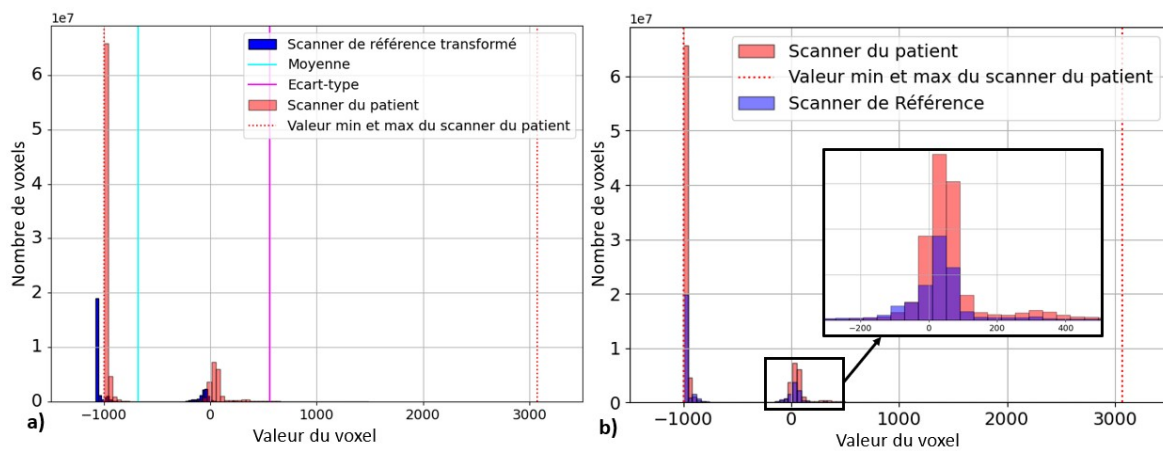 1e7
6
5
4
3
2
1
0
Nombre de voxels
Scanner de référence transformé
Moyenne
Ecart-type
Scanner du patient
Valeur min et max du scanner du patient
−1000
0
1000
2000
3000
Valeur du voxel
a)
1e7
6
5
4
3
2
1
0
Nombre de voxels
Scanner du patient
Valeur min et max du scanner du patient
Scanner de Référence
−200
0
200
400
−1000
0
1000
2000
3000
Valeur du voxel
b)